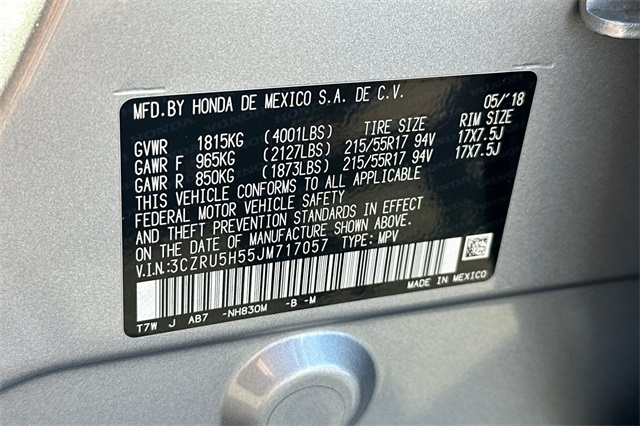 MFD.BY HONDA DE MEXICO S.A. DE C.V. 05/'18
GVWR 1815KG (4001LBS) TIRE SIZE RIM SIZE
GAWR F 965KG (2127LBS) 215/55R17 94V 17X7.5J
GAWR R 850KG (1873LBS) 215/55R17 94V 17X7.5J
THIS VEHICLE CONFORMS TO ALL APPLICABLE
FEDERAL MOTOR VEHICLE SAFETY
AND THEFT PREVENTION STANDARDS IN EFFECT
ON THE DATE OF MANUFACTURE SHOWN ABOVE.
V.I.N:3CZRU5H55JM717057 TYPE: MPV
MADE IN MEXICO
T7W J AB7 -NH830M -B -M